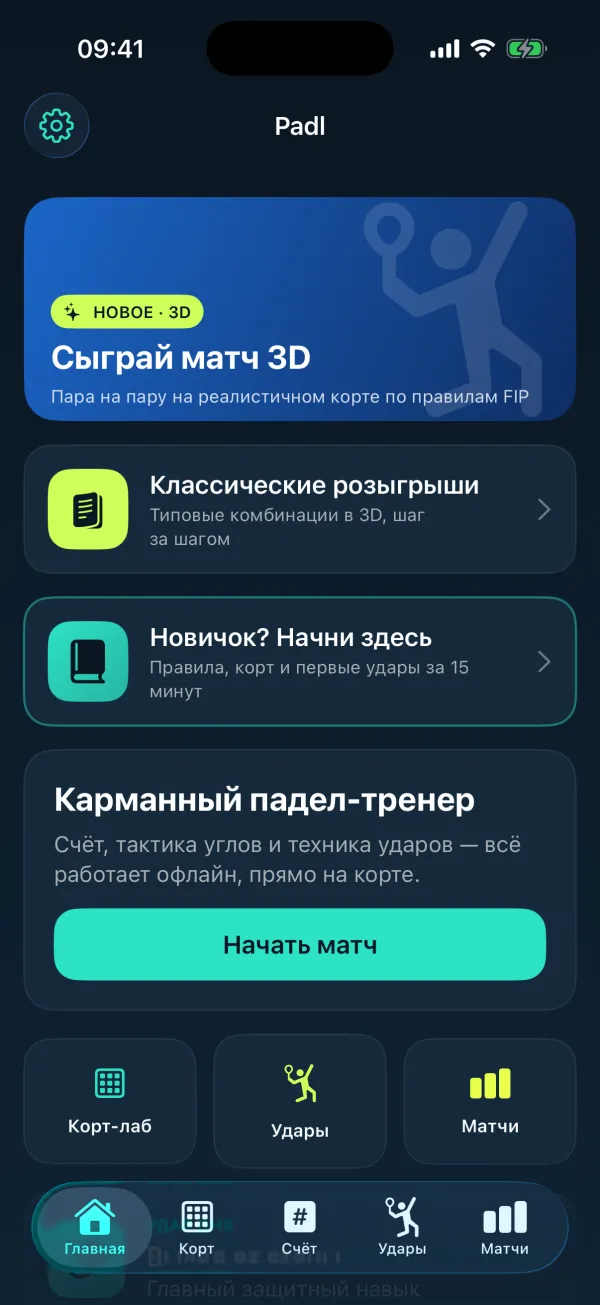 09:41
Padl
НОВОЕ · 3D
Сыграй матч 3D
Пара на пару на реалистичном корте по правилам FIP
Классические розыгрыши
Типовые комбинации в 3D, шаг
за шагом
Новичок? Начни здесь
Правила, корт и первые удары за 15
минут
Карманный падел-тренер
Счёт, тактика углов и техника ударов — всё
работает офлайн, прямо на корте.
Начать матч
Корт-лаб
Удары
Матчи
Главная
Корт
#
Счёт
Удары
Матчи
Главный защитный навык